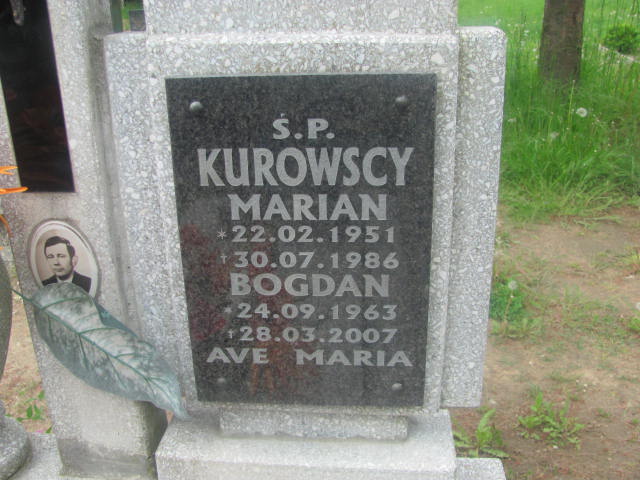 Ś.P.
KUROWSCY
MARIAN
*22.02.1951
†30.07.1986
BOGDAN
*24.09.1963
†28.03.2007
AVE MARIA